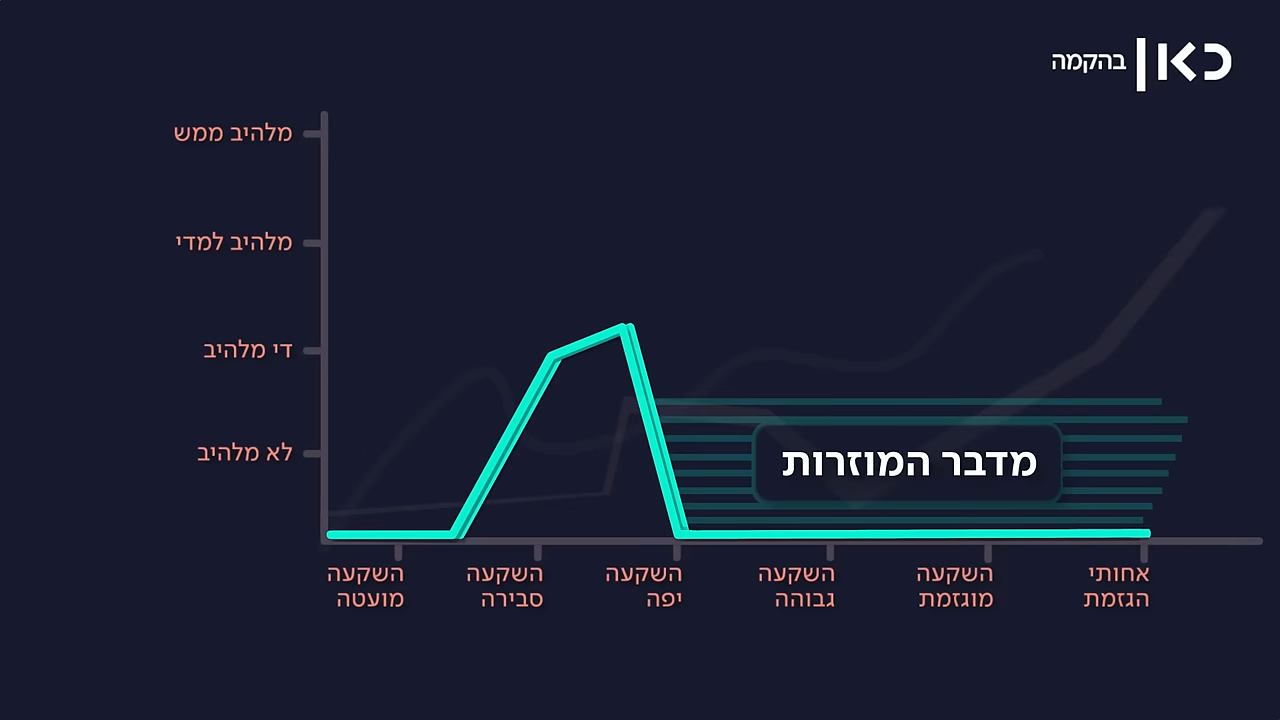 כאן | בהקמה
מלהיב ממש
מלהיב למדי
די מלהיב
לא מלהיב
מדבר המוזרות
השקעה
מועטה
השקעה
סבירה
השקעה
יפה
השקעה
גבוהה
השקעה
מוגזמת
אחותי
הגזמת